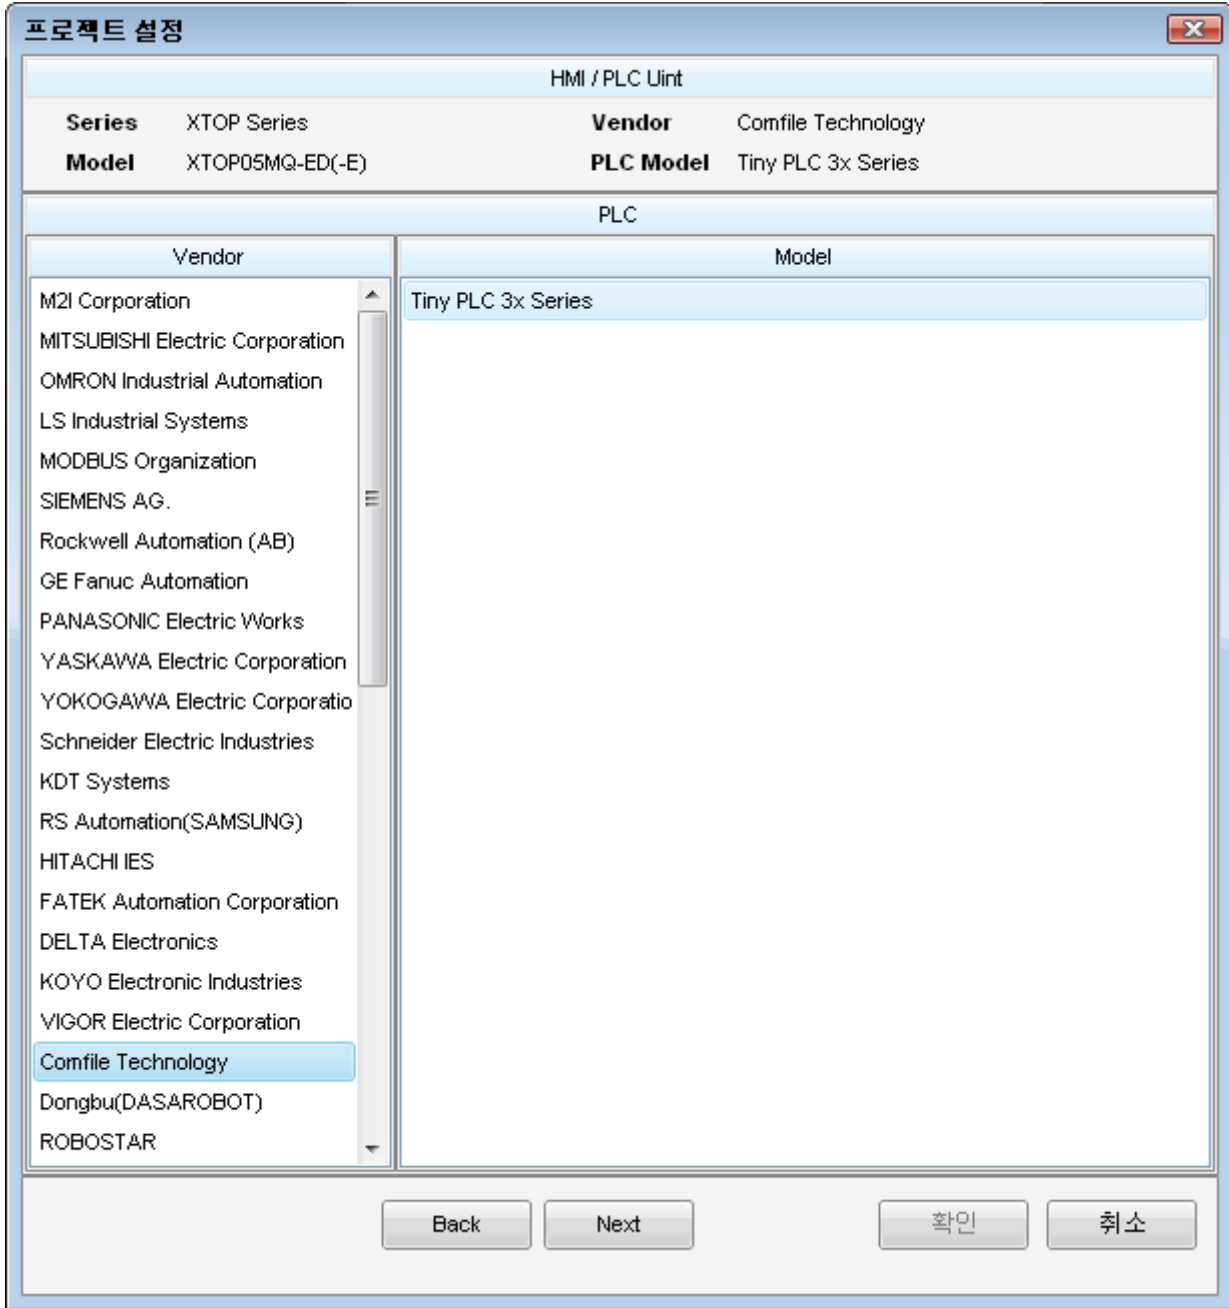 프로젝트 설정
HMI / PLC Uint
Series XTOP Series Vendor Comfile Technology
Model XTOP05MQ-ED(-E) PLC Model Tiny PLC 3x Series
PLC
Vendor Model
M2I Corporation Tiny PLC 3x Series
MITSUBISHI Electric Corporation
OMRON Industrial Automation
LS Industrial Systems
MODBUS Organization
SIEMENS AG.
Rockwell Automation (AB)
GE Fanuc Automation
PANASONIC Electric Works
YASKAWA Electric Corporation
YOKOGAWA Electric Corporatio
Schneider Electric Industries
KDT Systems
RS Automation(SAMSUNG)
HITACHI IES
FATEK Automation Corporation
DELTA Electronics
KOYO Electronic Industries
VIGOR Electric Corporation
Comfile Technology
Dongbu(DASAROBOT)
ROBOSTAR
Back Next 확인 취소